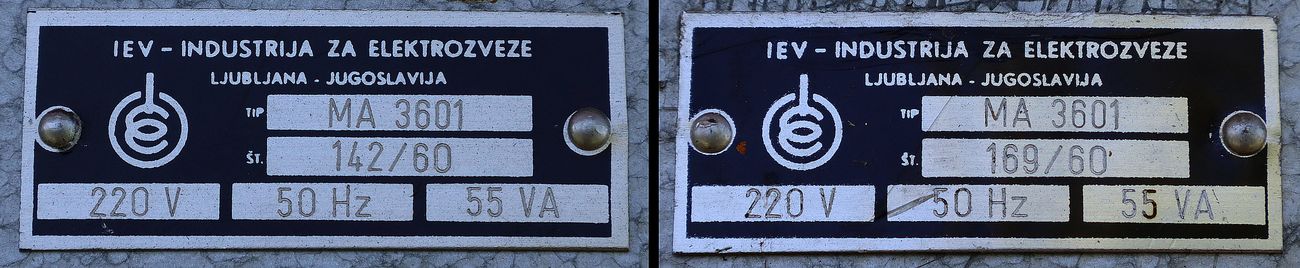 IEV - INDUSTRIJA ZA ELEKTROZVEZE
LJUBLJANA - JUGOSLAVIJA
TIP MA 3601
ŠT. 142/60
220 V 50 Hz 55 VA
IEV - INDUSTRIJA ZA ELEKTROZVEZE
LJUBLJANA - JUGOSLAVIJA
TIP MA 3601
ŠT. 169/60
220 V 50 Hz 55 VA